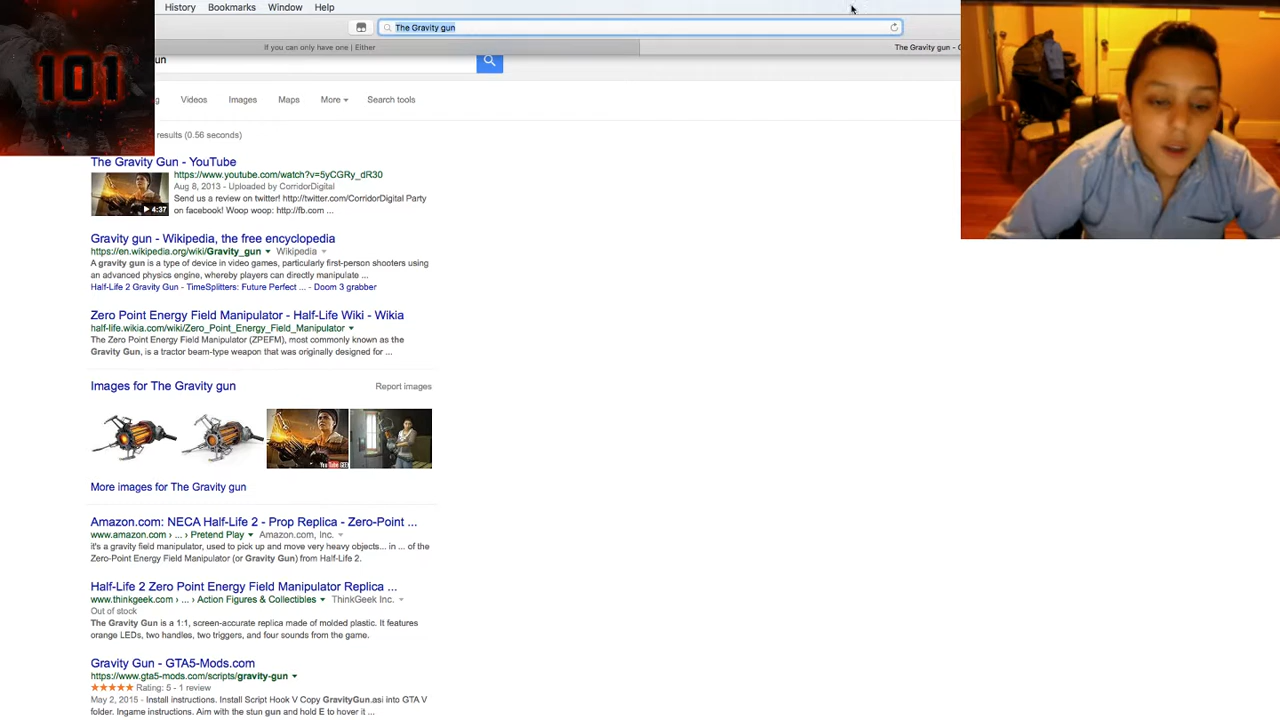 History Bookmarks Window Help
The Gravity gun
If you can only have one | Either
The Gravity gun -
101
un
Videos Images Maps More Search tools
results (0.56 seconds)
The Gravity Gun - YouTube
https://www.youtube.com/watch?v=5yCGRy_dR30
Aug 8, 2013 - Uploaded by CorridorDigital
4:37
Send us a review on twitter! http://twitter.com/CorridorDigital Party
on facebook! Woop woop: http://fb.com ...
Gravity gun - Wikipedia, the free encyclopedia
https://en.wikipedia.org/wiki/Gravity_gun Wikipedia
A gravity gun is a type of device in video games, particularly first-person shooters using
an advanced physics engine, whereby players can directly manipulate ...
Half-Life 2 Gravity Gun - TimeSplitters: Future Perfect ... - Doom 3 grabber
Zero Point Energy Field Manipulator - Half-Life Wiki - Wikia
half-life.wikia.com/wiki/Zero_Point_Energy_Field_Manipulator
The Zero Point Energy Field Manipulator (ZPEFM), most commonly known as the
Gravity Gun, is a tractor beam-type weapon that was originally designed for ...
Images for The Gravity gun Report images
More images for The Gravity gun
Amazon.com: NECA Half-Life 2 - Prop Replica - Zero-Point ...
www.amazon.com › ... › Pretend Play Amazon.com, Inc.
it's a gravity field manipulator, used to pick up and move very heavy objects... in ... of the
Zero-Point Energy Field Manipulator (or Gravity Gun) from Half-Life 2.
Half-Life 2 Zero Point Energy Field Manipulator Replica ...
www.thinkgeek.com › ... › Action Figures & Collectibles ThinkGeek Inc.
Out of stock
The Gravity Gun is a 1:1, screen-accurate replica made of molded plastic. It features
orange LEDs, two handles, two triggers, and four sounds from the game.
Gravity Gun - GTA5-Mods.com
https://www.gta5-mods.com/scripts/gravity-gun
Rating: 5 - 1 review
May 2, 2015 - Install instructions. Install Script Hook V Copy GravityGun.asi into GTA V
folder. Ingame instructions. Aim with the stun gun and hold E to hover it ...